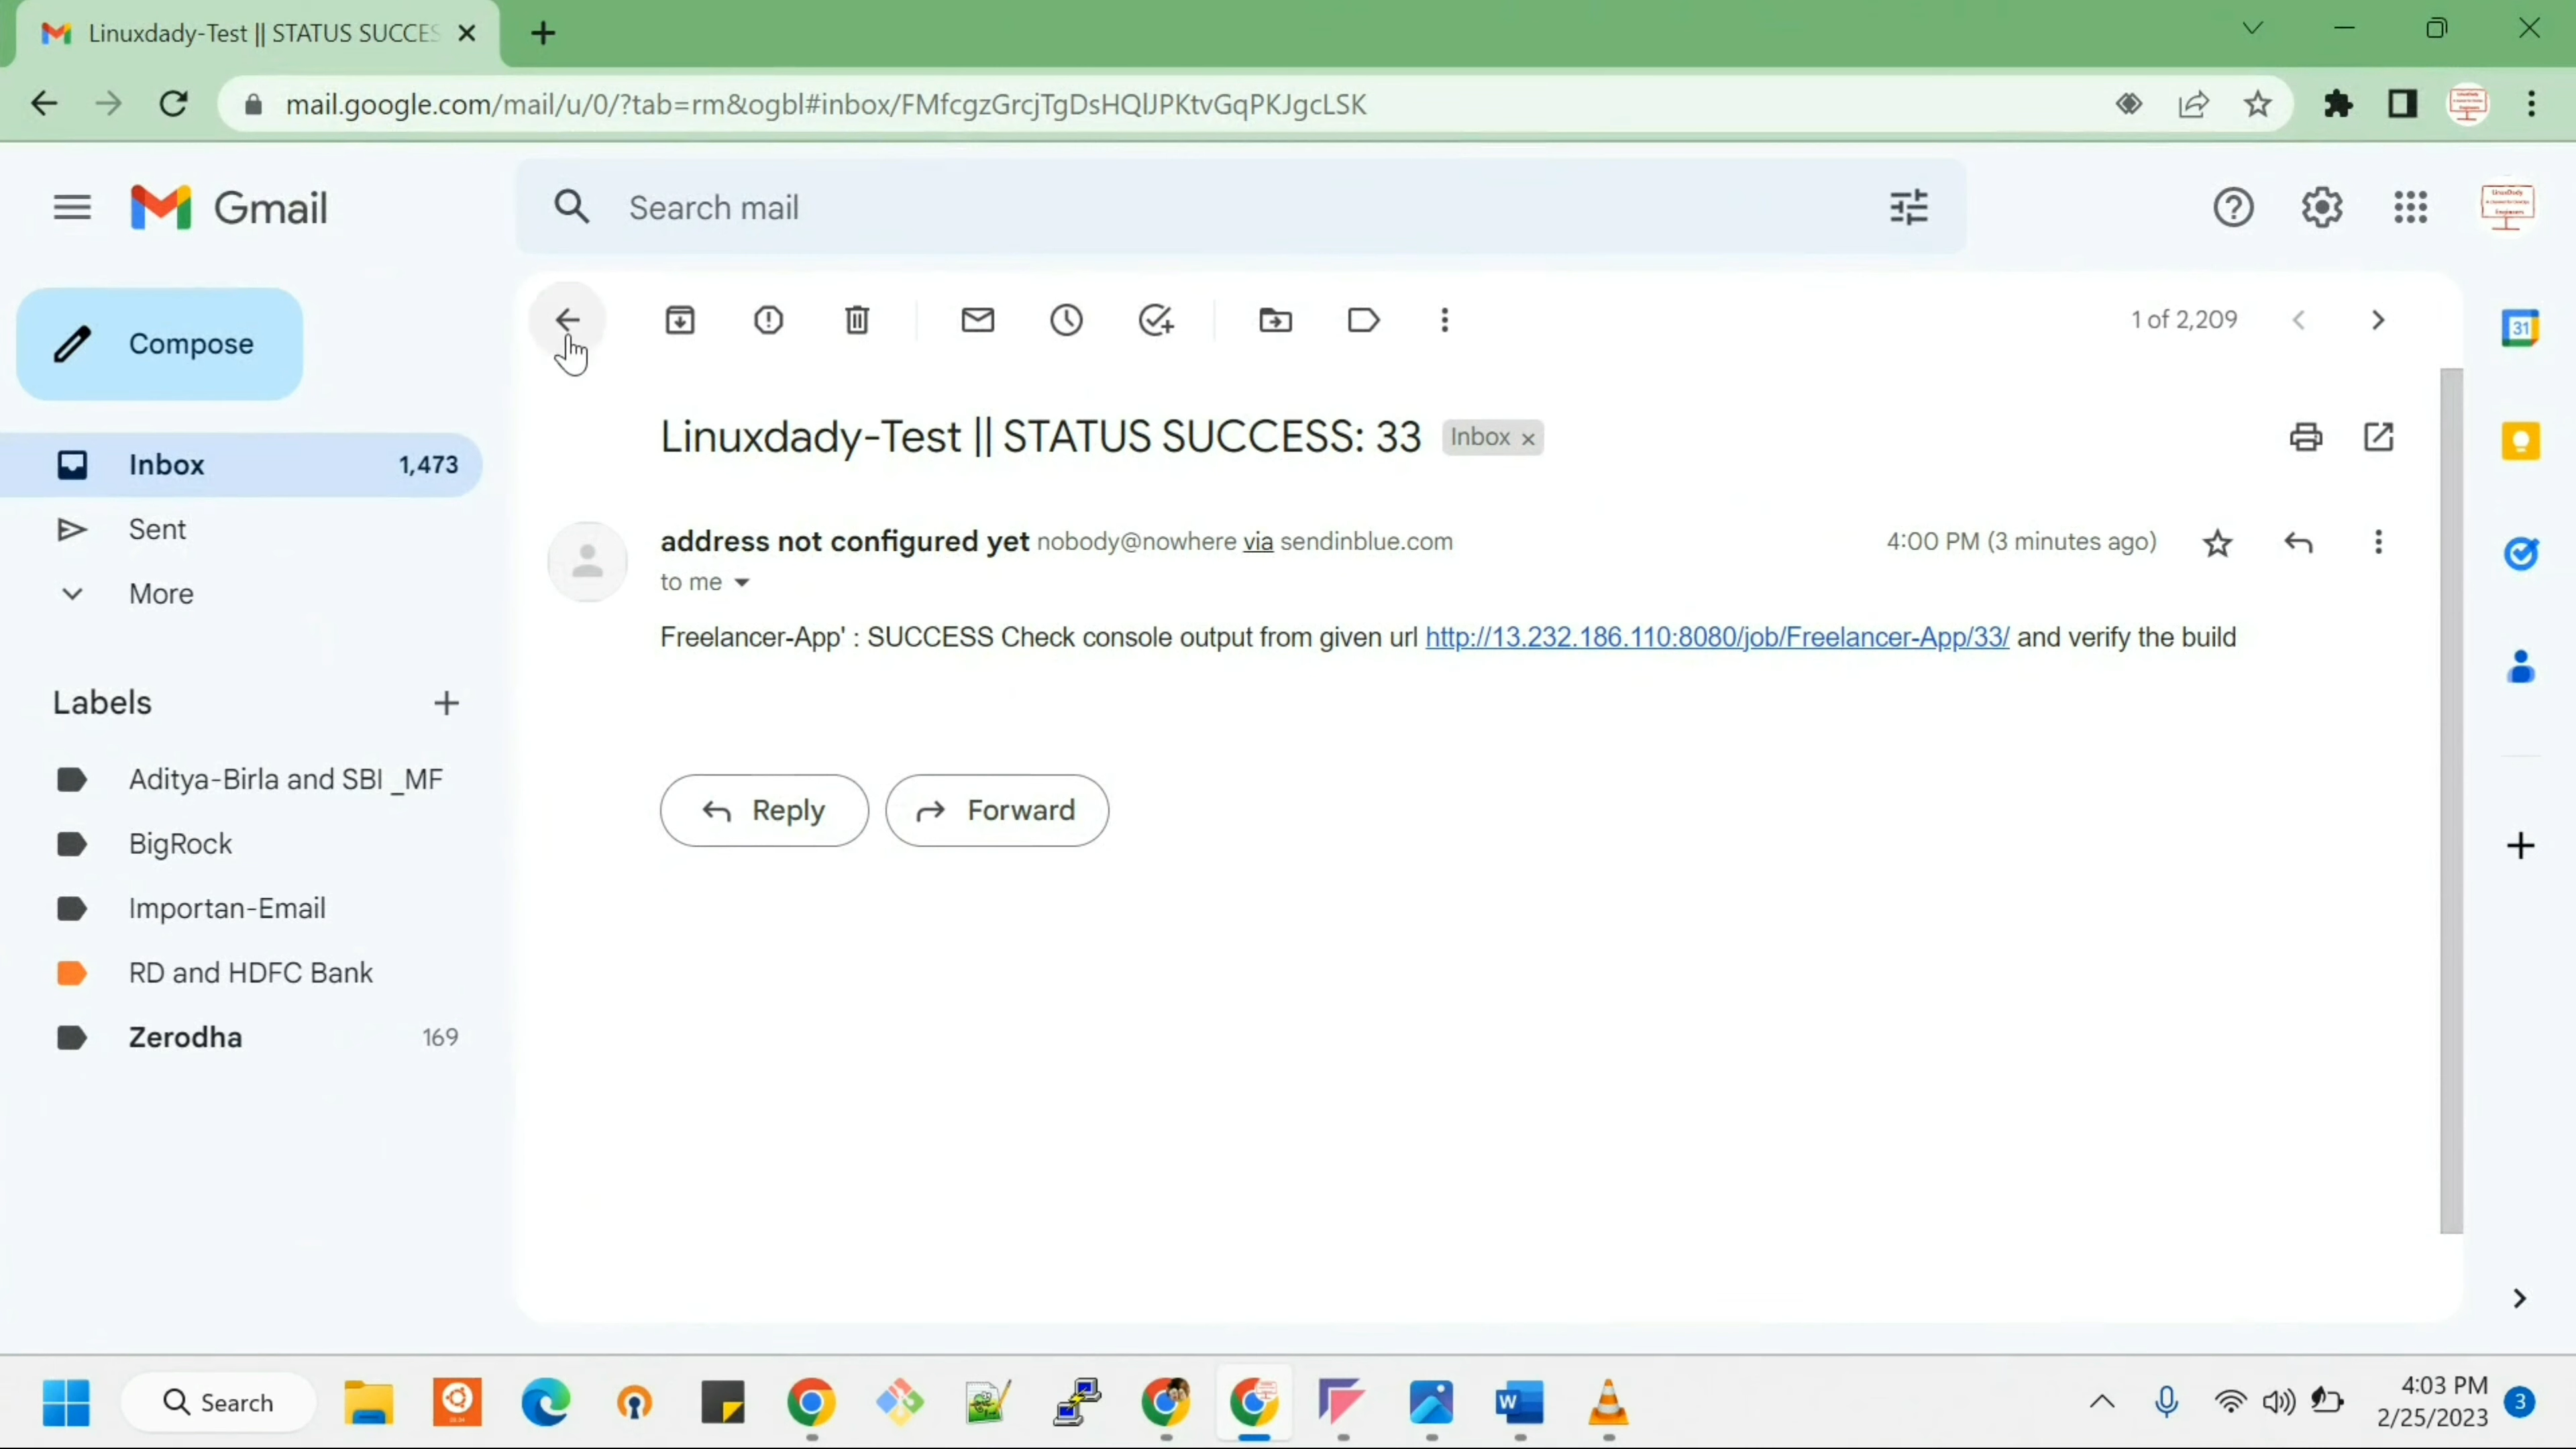 Linuxdady-Test || STATUS SUCCES
mail.google.com/mail/u/0/?tab=rm&ogbl#inbox/FMfcgzGrcjTgDsHQlJPKtvGqPKJgcLSK
Gmail
Search mail
Compose
1 of 2,209
Linuxdady-Test || STATUS SUCCESS: 33 Inbox ×
Inbox 1,473
Sent
address not configured yet nobody@nowhere via sendinblue.com 4:00 PM (3 minutes ago)
to me
More
Freelancer-App' : SUCCESS Check console output from given url http://13.232.186.110:8080/job/Freelancer-App/33/ and verify the build
Labels
Aditya-Birla and SBI _MF
Reply Forward
BigRock
Importan-Email
RD and HDFC Bank
Zerodha 169
31
Search
4:03 PM
2/25/2023
3